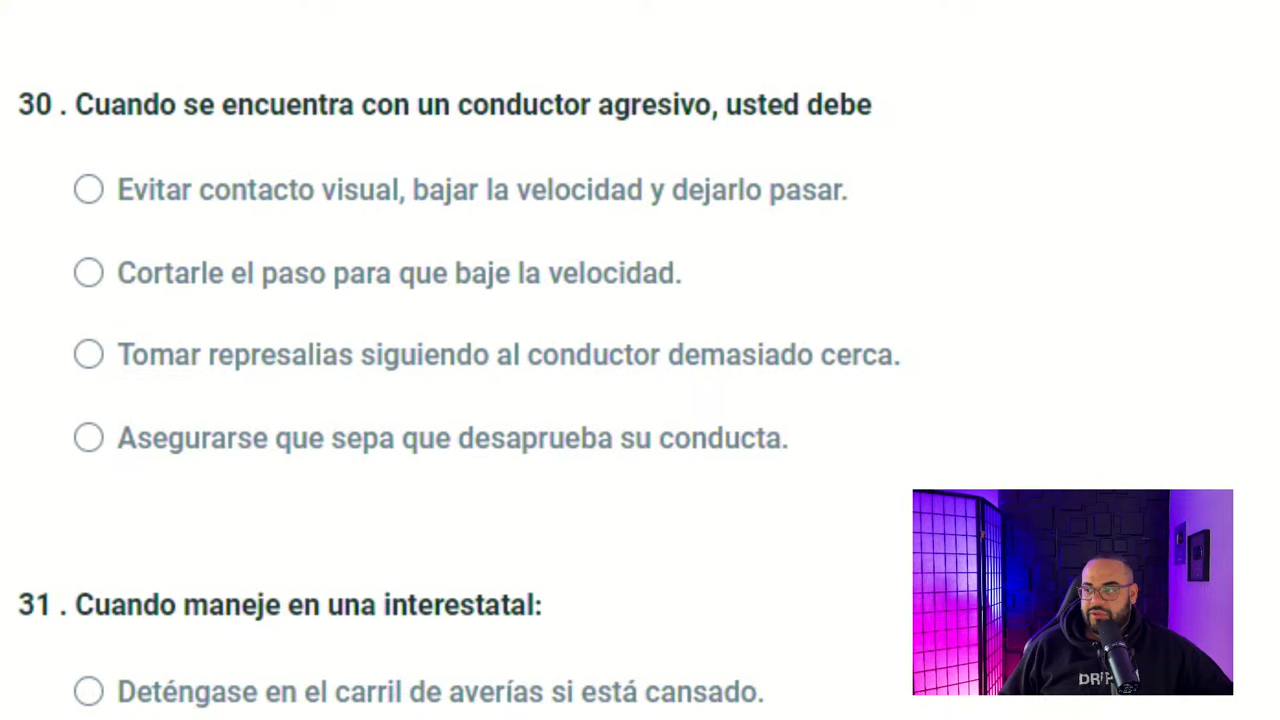 30 . Cuando se encuentra con un conductor agresivo, usted debe
Evitar contacto visual, bajar la velocidad y dejarlo pasar.
Cortarle el paso para que baje la velocidad.
Tomar represalias siguiendo al conductor demasiado cerca.
Asegurarse que sepa que desaprueba su conducta.
31 . Cuando maneje en una interestatal:
Deténgase en el carril de averías si está cansado.